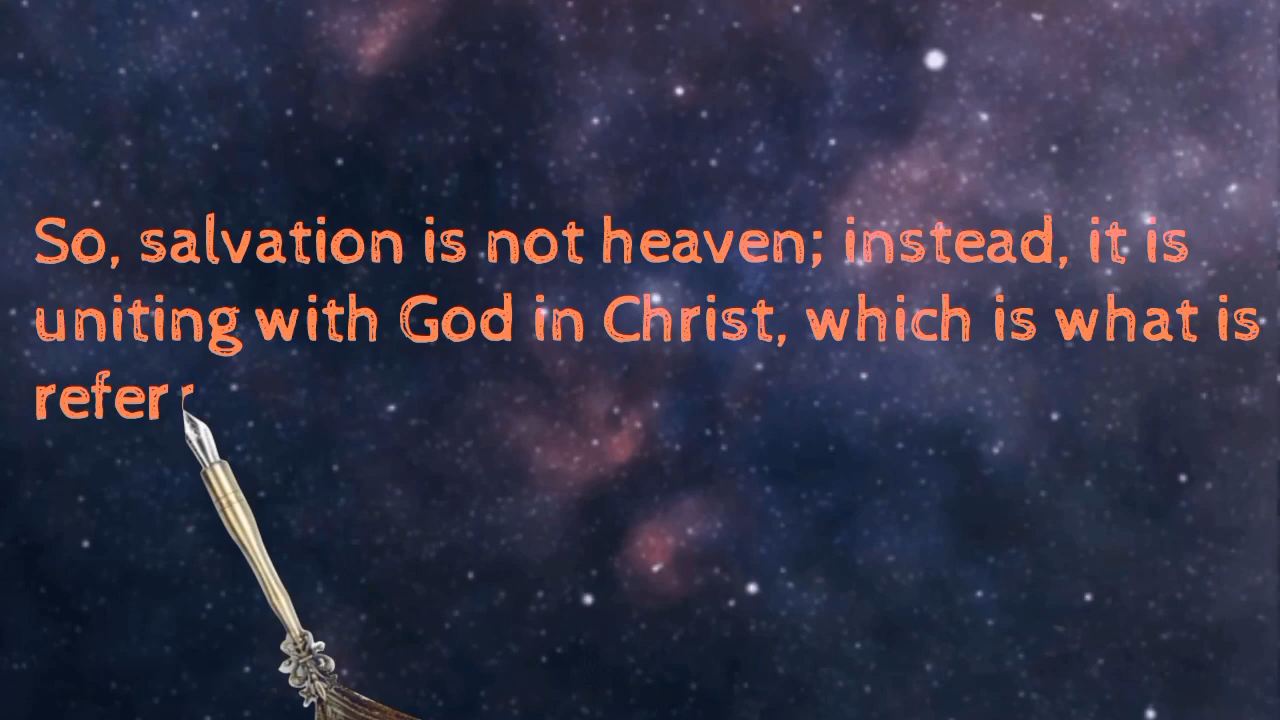 So, salvation is not heaven; instead, it is
uniting with God in Christ, which is what is
refer r